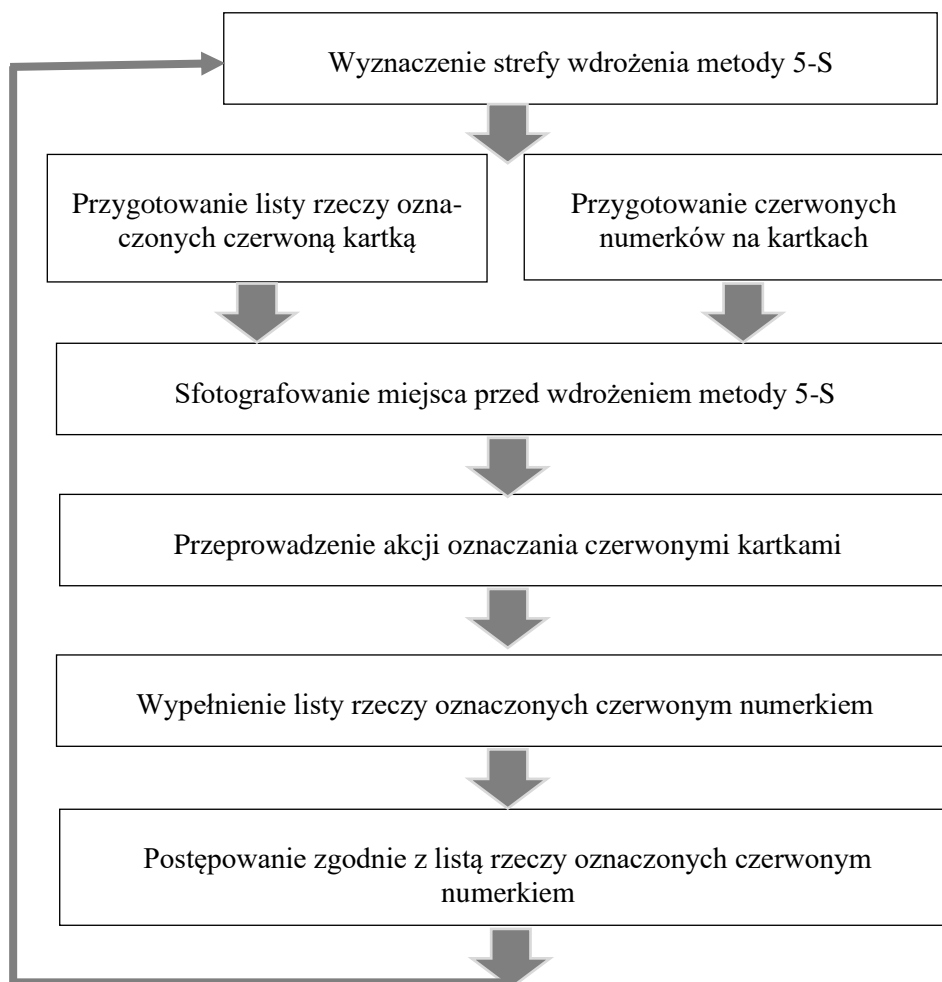 Wyznaczenie strefy wdrożenia metody 5-S
Przygotowanie listy rzeczy ozna-
czonych czerwoną kartką
Przygotowanie czerwonych
numerków na kartkach
Sfotografowanie miejsca przed wdrożeniem metody 5-S
Przeprowadzenie akcji oznaczania czerwonymi kartkami
Wypełnienie listy rzeczy oznaczonych czerwonym numerkiem
Postępowanie zgodnie z listą rzeczy oznaczonych czerwonym
numerkiem